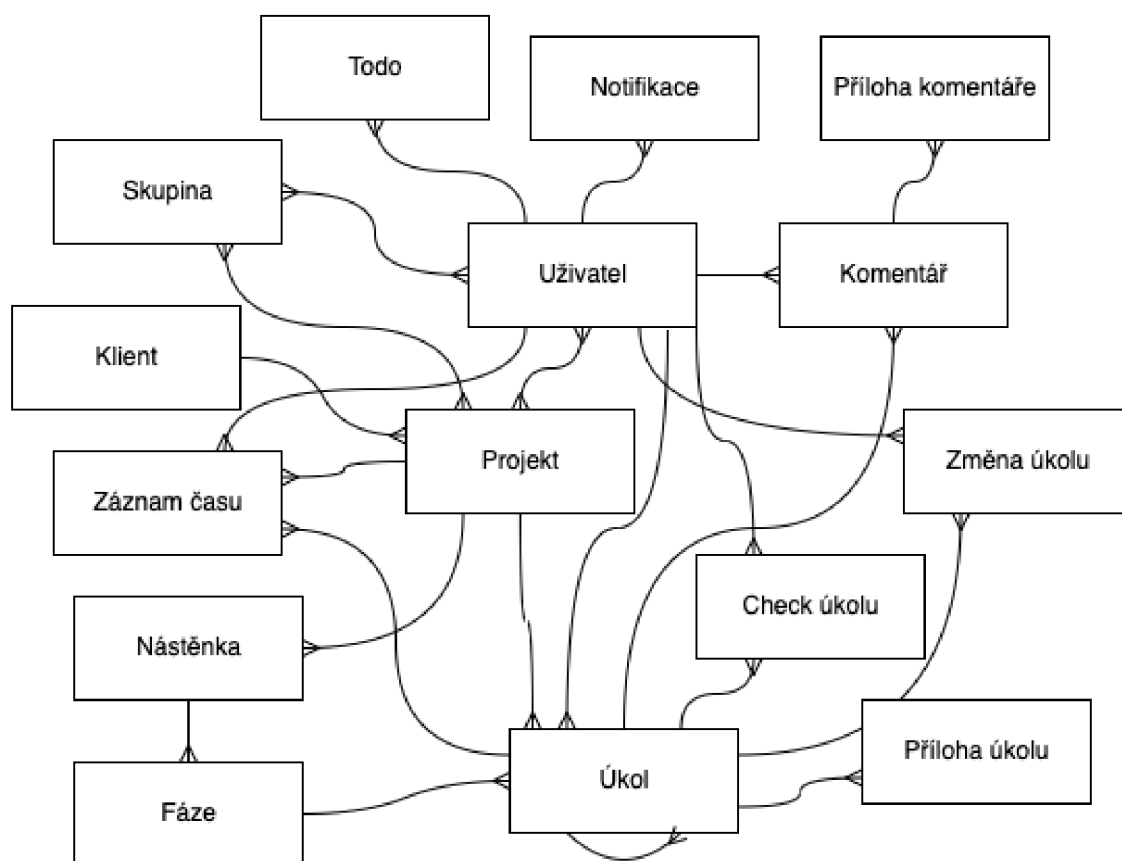 Todo
Notifikace
Příloha komentáře
Skupina
Uživatel
Komentář
Klient
Projekt
Změna úkolu
Záznam času
Check úkolu
Nástěnka
Příloha úkolu
Úkol
Fáze